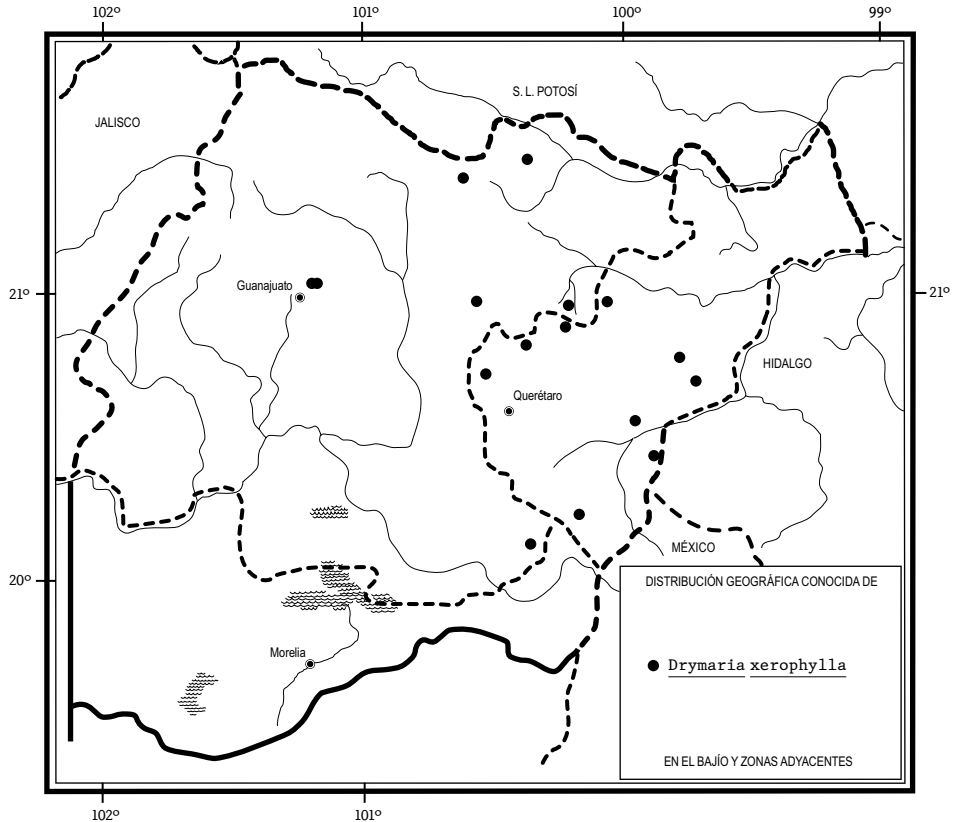 102º 101º 100º 99º
S. L. POTOSÍ
JALISCO
Guanajuato
21º 21º
HIDALGO
Querétaro
MÉXICO
20º
DISTRIBUCIÓN GEOGRÁFICA CONOCIDA DE
Morelia
Drymaria xerophylla
EN EL BAJÍO Y ZONAS ADYACENTES
102º 101º